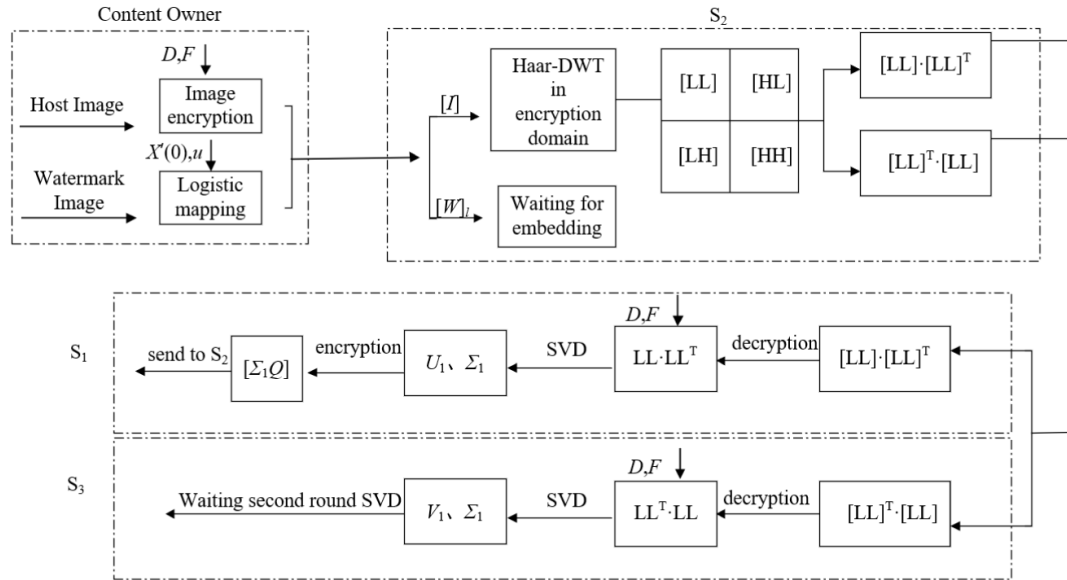 Content Owner
D,F
Host Image
Image
encryption
X'(0),u
Watermark
Image
Logistic
mapping
S₂
[I]
Haar-DWT
in
encryption
domain
[LL]
[HL]
[LH]
[HH]
[LL]·[LL]ᵀ
[LL]ᵀ·[LL]
[W]ₗ
Waiting for
embedding
S₁
send to S₂
[Σ₁Q]
encryption
U₁、Σ₁
SVD
D,F
LL·LLᵀ
decryption
[LL]·[LL]ᵀ
S₃
Waiting second round SVD
V₁、Σ₁
SVD
D,F
LLᵀ·LL
decryption
[LL]ᵀ·[LL]